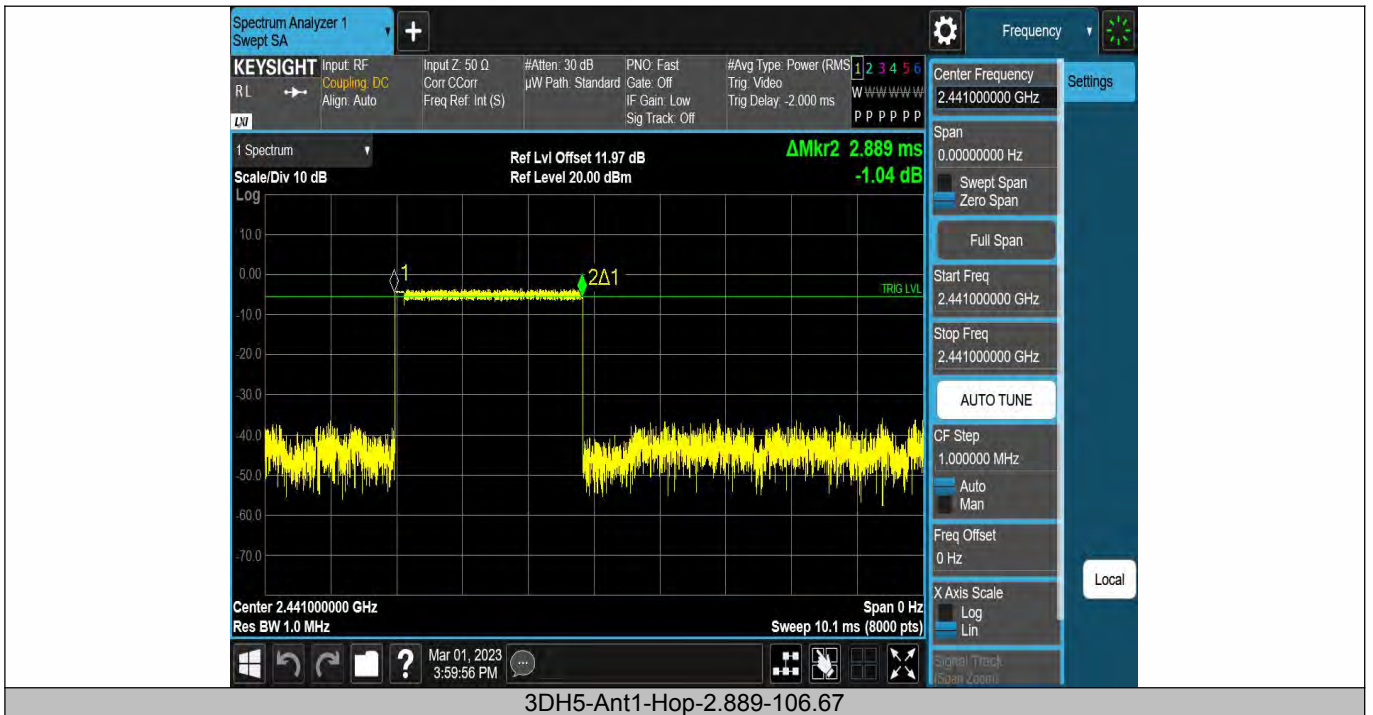 Spectrum Analyzer 1
Swept SA
+
Frequency
KEYSIGHT
RL
LXI
Input: RF
Coupling: DC
Align: Auto
Input Z: 50 Ω
Corr CCorr
Freq Ref: Int (S)
#Atten: 30 dB
µW Path: Standard
PNO: Fast
Gate: Off
IF Gain: Low
Sig Track: Off
#Avg Type: Power (RMS
Trig: Video
Trig Delay: -2.000 ms
1 2 3 4 5 6
W W W W W W
P P P P P P
Center Frequency
2.441000000 GHz
Settings
Span
0.00000000 Hz
Swept Span
Zero Span
Full Span
Start Freq
2.441000000 GHz
Stop Freq
2.441000000 GHz
AUTO TUNE
CF Step
1.000000 MHz
Auto
Man
Freq Offset
0 Hz
X Axis Scale
Log
Lin
Signal Track
(Span Zoom)
Local
1 Spectrum
Scale/Div 10 dB
Log
Ref Lvl Offset 11.97 dB
Ref Level 20.00 dBm
ΔMkr2 2.889 ms
-1.04 dB
10.0
0.00
-10.0
-20.0
-30.0
-40.0
-50.0
-60.0
-70.0
1
2Δ1
TRIG LVL
Center 2.441000000 GHz
Res BW 1.0 MHz
Span 0 Hz
Sweep 10.1 ms (8000 pts)
?
Mar 01, 2023
3:59:56 PM
3DH5-Ant1-Hop-2.889-106.67